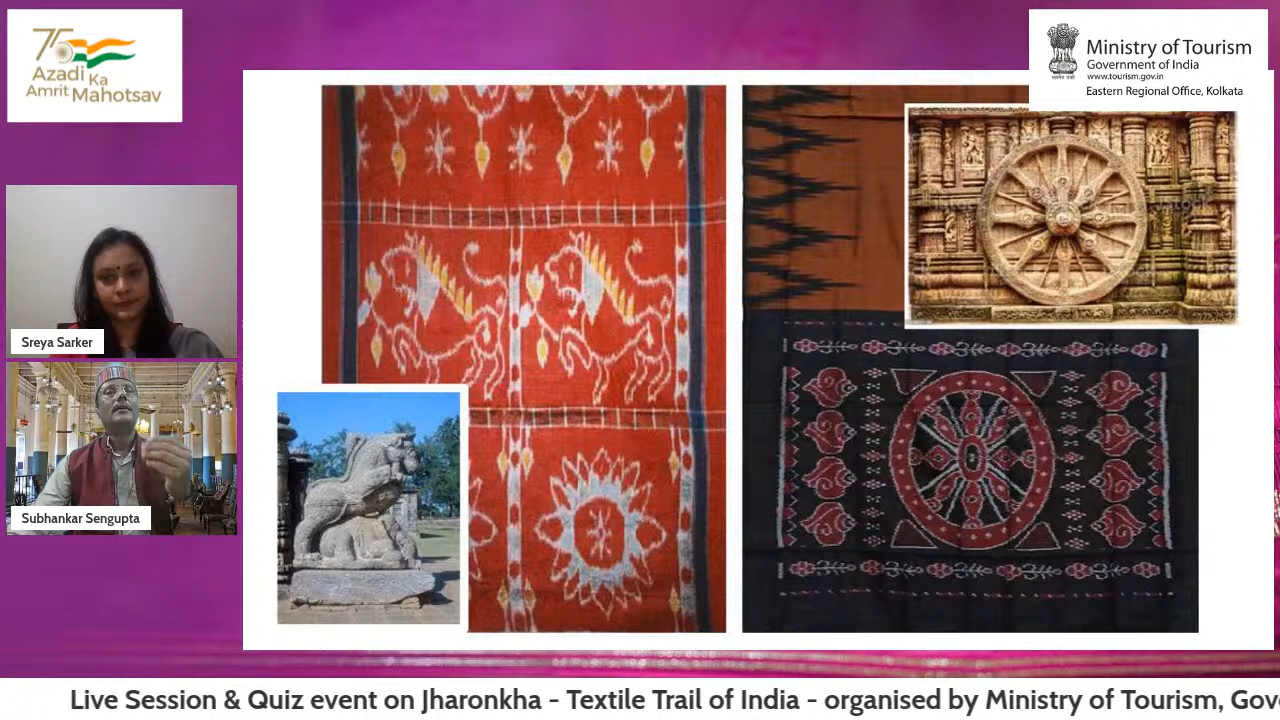 75
Azadi Ka
Amrit Mahotsav
Ministry of Tourism
Government of India
www.tourism.gov.in
Eastern Regional Office, Kolkata
Sreya Sarker
Subhankar Sengupta
Live Session & Quiz event on Jharonkha - Textile Trail of India - organised by Ministry of Tourism, Gov